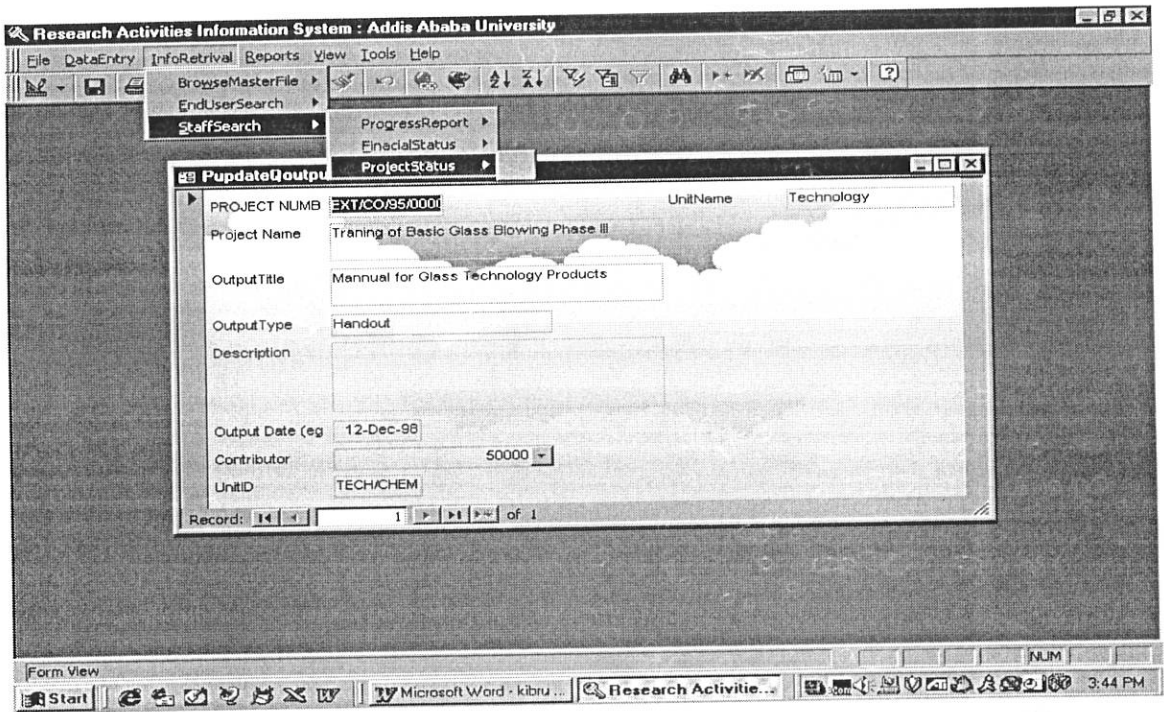 Research Activities Information System : Addis Ababa University
File DataEntry InfoRetrival Reports View Tools Help
BrowseMasterFile
EndUserSearch
StaffSearch
ProgressReport
FinacialStatus
ProjectStatus
PupdateQoutpu
PROJECT NUMB EXT/CO/95/000 UnitName Technology
Project Name Traning of Basic Glass Blowing Phase III
OutputTitle Mannual for Glass Technology Products
OutputType Handout
Description
Output Date (eg 12-Dec-98
Contributor 50000
UnitID TECH/CHEM
Record: 1 of 1
Form View NUM
Start Microsoft Word - kibru ... Research Activitie... 3:44 PM